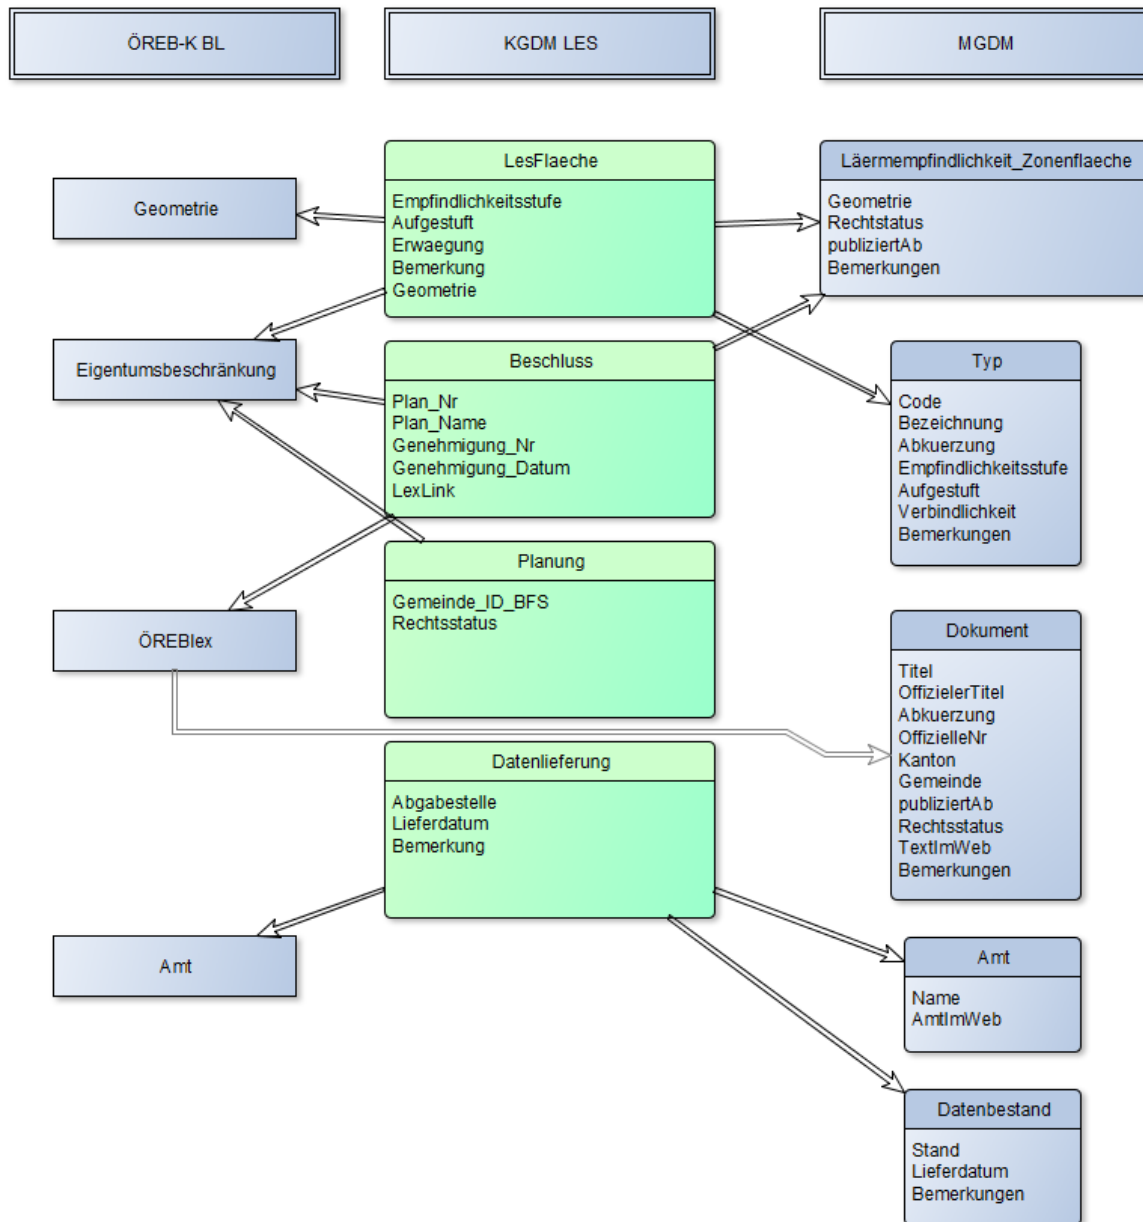 ÖREB-K BL
KGDM LES
MGDM
LesFlaeche
Empfindlichkeitsstufe
Aufgestuft
Erwaegung
Bemerkung
Geometrie
Läermempfindlichkeit_Zonenflaeche
Geometrie
Rechtstatus
publiziertAb
Bemerkungen
Geometrie
Eigentumsbeschränkung
Beschluss
Plan_Nr
Plan_Name
Genehmigung_Nr
Genehmigung_Datum
LexLink
Typ
Code
Bezeichnung
Abkuerzung
Empfindlichkeitsstufe
Aufgestuft
Verbindlichkeit
Bemerkungen
Planung
Gemeinde_ID_BFS
Rechtsstatus
ÖREBlex
Dokument
Titel
OffizielerTitel
Abkuerzung
OffizielleNr
Kanton
Gemeinde
publiziertAb
Rechtsstatus
TextImWeb
Bemerkungen
Datenlieferung
Abgabestelle
Lieferdatum
Bemerkung
Amt
Amt
Name
AmtImWeb
Datenbestand
Stand
Lieferdatum
Bemerkungen